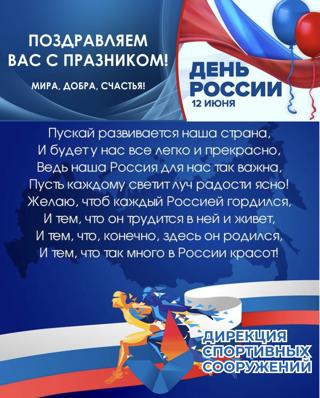 ПОЗДРАВЛЯЕМ
ВАС С ПРАЗНИКОМ!
МИРА, ДОБРА, СЧАСТЬЯ!
ДЕНЬ
РОССИИ
12 ИЮНЯ
Пускай развивается наша страна,
И будет у нас все легко и прекрасно,
Ведь наша Россия для нас так важна,
Пусть каждому светит луч радости ясно!
Желаю, чтоб каждый Россией гордился,
И тем, что он трудится в ней и живет,
И тем, что, конечно, здесь он родился,
И тем, что так много в России красот!
ДИРЕКЦИЯ
СПОРТИВНЫХ
СООРУЖЕНИЙ